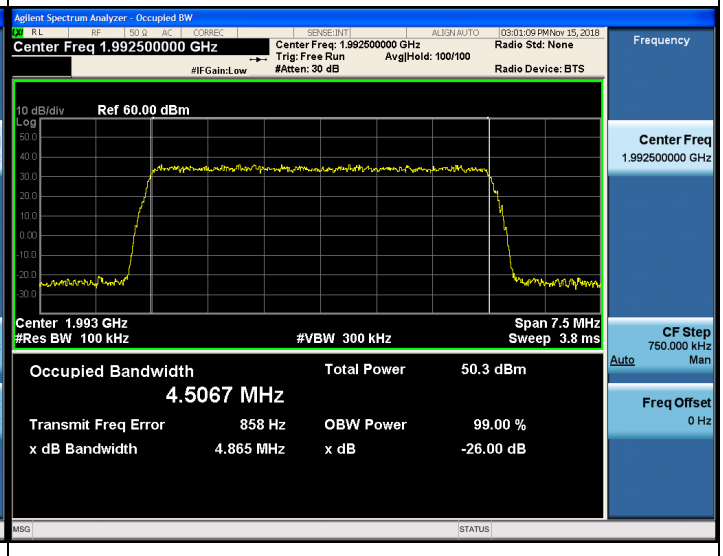 Agilent Spectrum Analyzer - Occupied BW
RL RF 50 Ω AC CORREC SENSE:INT ALIGN AUTO 03:01:09 PM Nov 15, 2018
Center Freq 1.992500000 GHz
Center Freq: 1.992500000 GHz Radio Std: None
Trig: Free Run Avg|Hold: 100/100
#IFGain:Low #Atten: 30 dB Radio Device: BTS
Frequency
10 dB/div Ref 60.00 dBm
Log
50.0
40.0
30.0
20.0
10.0
0.00
-10.0
-20.0
-30.0
Center 1.993 GHz Span 7.5 MHz
#Res BW 100 kHz #VBW 300 kHz Sweep 3.8 ms
Occupied Bandwidth Total Power 50.3 dBm
4.5067 MHz
Transmit Freq Error 858 Hz OBW Power 99.00 %
x dB Bandwidth 4.865 MHz x dB -26.00 dB
Center Freq
1.992500000 GHz
CF Step
750.000 kHz
Auto Man
Freq Offset
0 Hz
MSG STATUS